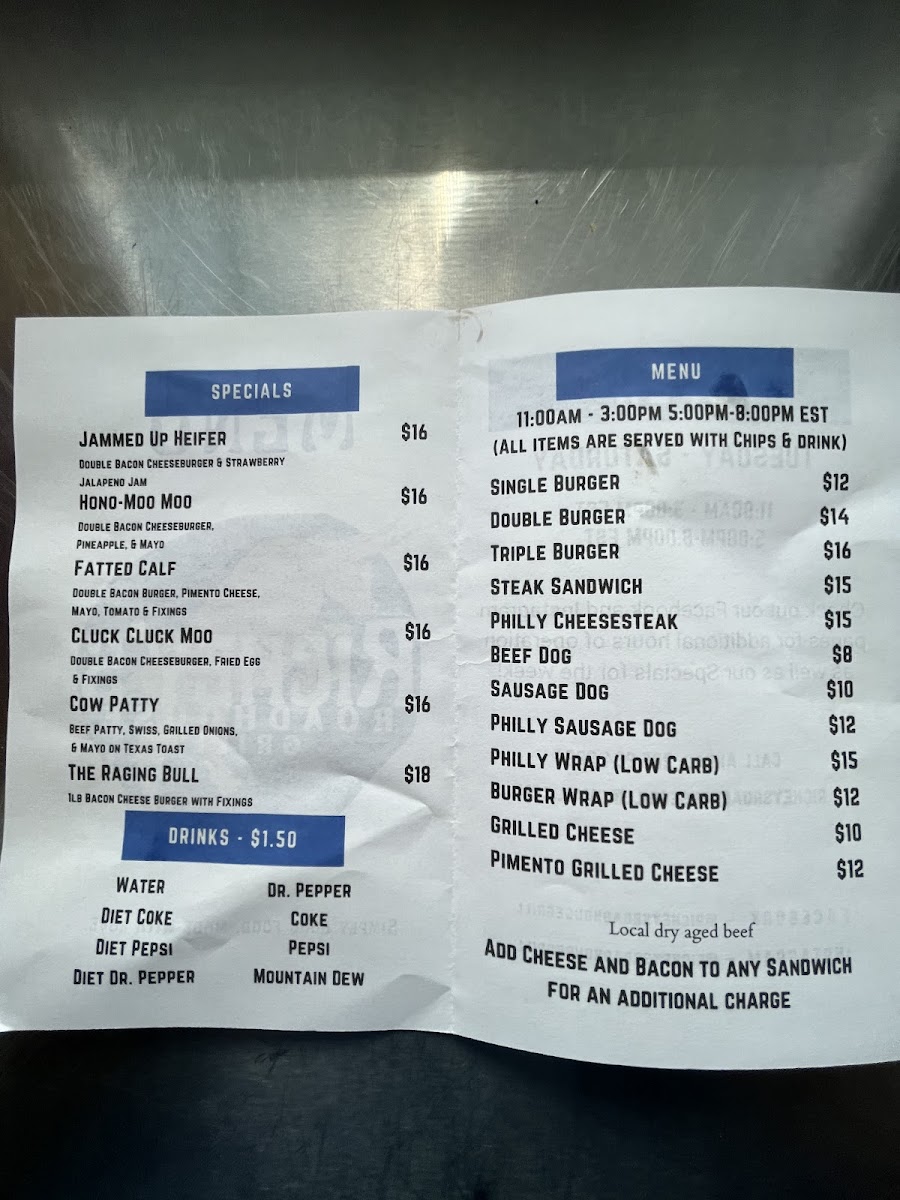 SPECIALS
JAMMED UP HEIFER $16
DOUBLE BACON CHEESEBURGER & STRAWBERRY
JALAPENO JAM
HONO-MOO MOO $16
DOUBLE BACON CHEESEBURGER,
PINEAPPLE, & MAYO
FATTED CALF $16
DOUBLE BACON BURGER, PIMENTO CHEESE,
MAYO, TOMATO & FIXINGS
CLUCK CLUCK MOO $16
DOUBLE BACON CHEESEBURGER, FRIED EGG
& FIXINGS
COW PATTY $16
BEEF PATTY, SWISS, GRILLED ONIONS,
& MAYO ON TEXAS TOAST
THE RAGING BULL $18
1LB BACON CHEESE BURGER WITH FIXINGS
DRINKS - $1.50
WATER DR. PEPPER
DIET COKE COKE
DIET PEPSI PEPSI
DIET DR. PEPPER MOUNTAIN DEW
MENU
11:00AM - 3:00PM 5:00PM-8:00PM EST
(ALL ITEMS ARE SERVED WITH CHIPS & DRINK)
SINGLE BURGER $12
DOUBLE BURGER $14
TRIPLE BURGER $16
STEAK SANDWICH $15
PHILLY CHEESESTEAK $15
BEEF DOG $8
SAUSAGE DOG $10
PHILLY SAUSAGE DOG $12
PHILLY WRAP (LOW CARB) $15
BURGER WRAP (LOW CARB) $12
GRILLED CHEESE $10
PIMENTO GRILLED CHEESE $12
Local dry aged beef
ADD CHEESE AND BACON TO ANY SANDWICH
FOR AN ADDITIONAL CHARGE